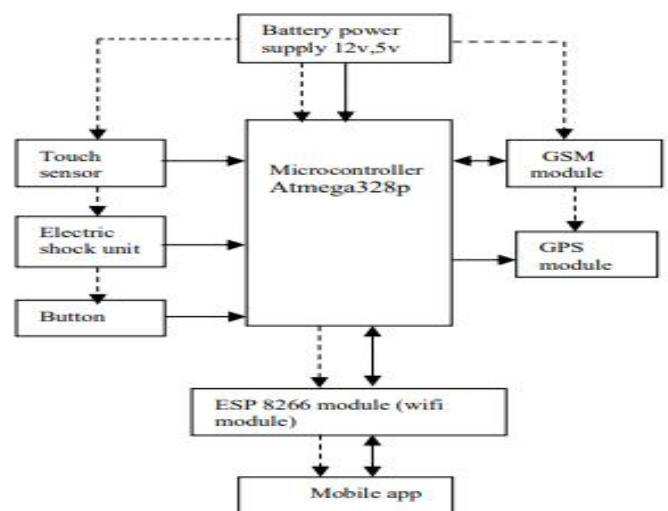 Battery power
supply 12v,5v
Touch
sensor
Microcontroller
Atmega328p
GSM
module
Electric
shock unit
GPS
module
Button
ESP 8266 module (wifi
module)
Mobile app